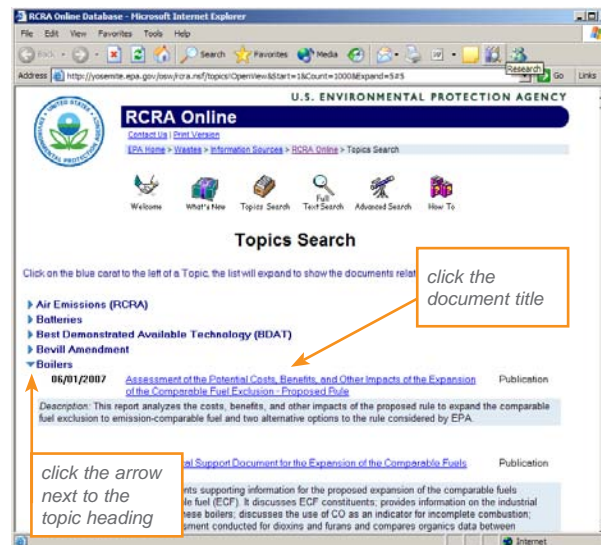 RCRA Online Database - Microsoft Internet Explorer
File Edit View Favorites Tools Help
Back Search Favorites Media
Research
Address http://yosemite.epa.gov/osw/rcra.nsf/topics!OpenView&Start=1&Count=1000&Expand=5#5 Go Links
U.S. ENVIRONMENTAL PROTECTION AGENCY
RCRA Online
Contact Us | Print Version
EPA Home > Wastes > Information Sources > RCRA Online > Topics Search
Welcome What's New Topics Search Full Text Search Advanced Search How To
Topics Search
Click on the blue carat to the left of a Topic, the list will expand to show the documents relat
click the
document title
Air Emissions (RCRA)
Batteries
Best Demonstrated Available Technology (BDAT)
Bevill Amendment
Boilers
06/01/2007 Assessment of the Potential Costs, Benefits, and Other Impacts of the Expansion Publication
of the Comparable Fuel Exclusion - Proposed Rule
Description: This report analyzes the costs, benefits, and other impacts of the proposed rule to expand the comparable
fuel exclusion to emission-comparable fuel and two alternative options to the rule considered by EPA.
click the arrow
next to the
topic heading
al Support Document for the Expansion of the Comparable Fuels Publication
nts supporting information for the proposed expansion of the comparable fuels
le fuel (ECF). It discusses ECF constituents; provides information on the industrial
hese boilers; discusses the use of CO as an indicator for incomplete combustion;
sment conducted for dioxins and furans and compares organics data between
Internet